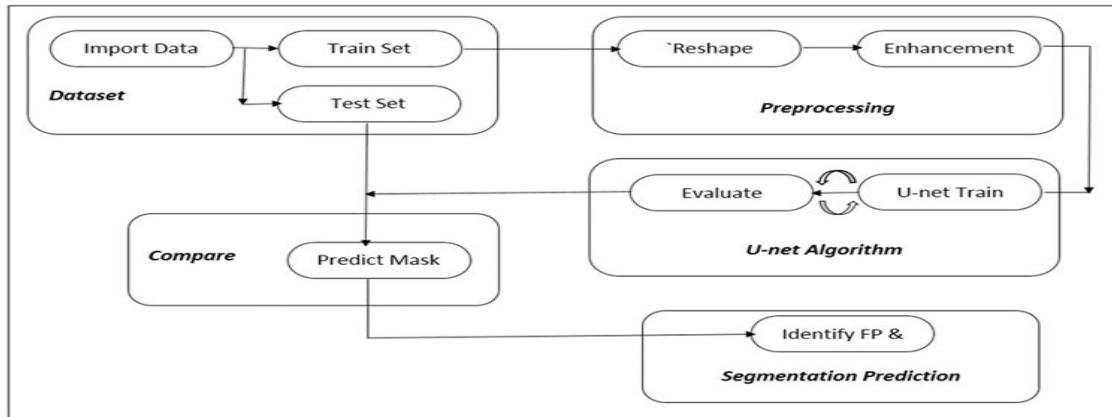 Import Data
Train Set
Test Set
Dataset
`Reshape
Enhancement
Preprocessing
Evaluate
U-net Train
U-net Algorithm
Compare
Predict Mask
Identify FP &
Segmentation Prediction